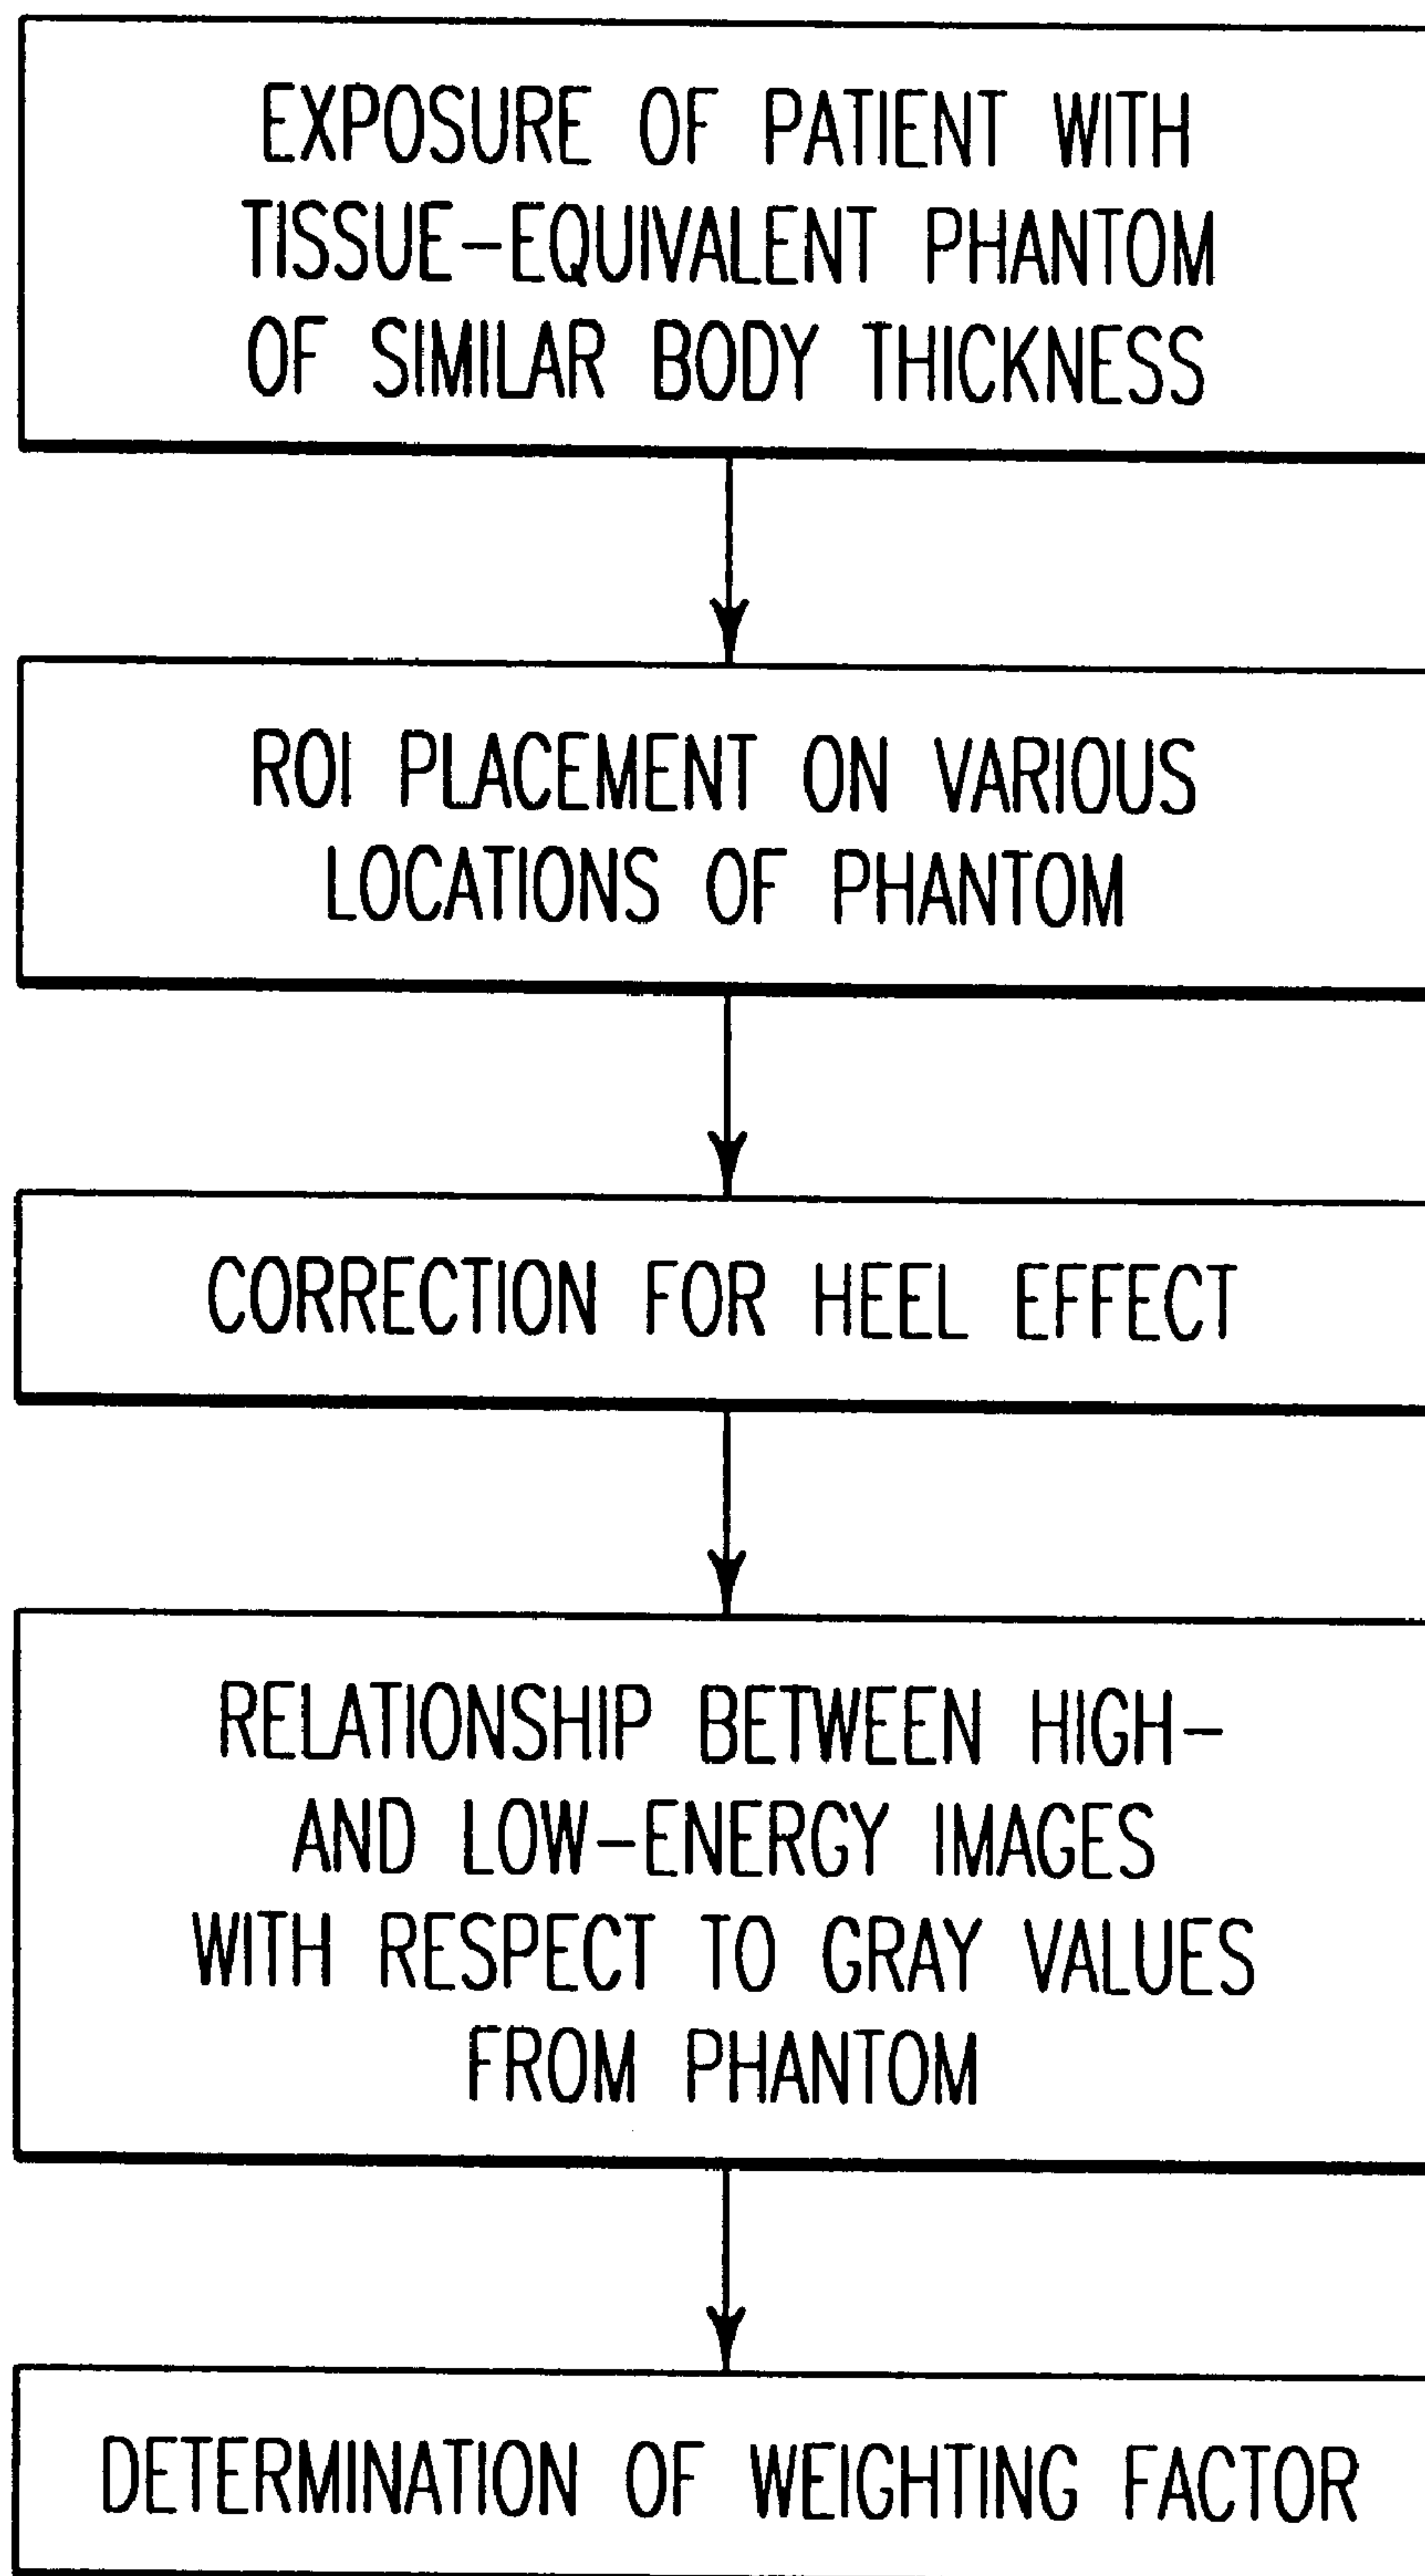 EXPOSURE OF PATIENT WITH
TISSUE-EQUIVALENT PHANTOM
OF SIMILAR BODY THICKNESS
ROI PLACEMENT ON VARIOUS
LOCATIONS OF PHANTOM
CORRECTION FOR HEEL EFFECT
RELATIONSHIP BETWEEN HIGH-
AND LOW-ENERGY IMAGES
WITH RESPECT TO GRAY VALUES
FROM PHANTOM
DETERMINATION OF WEIGHTING FACTOR